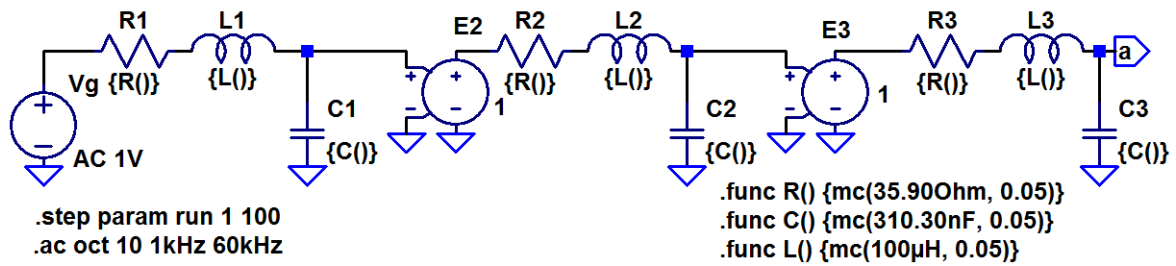 R1
L1
E2
R2
L2
E3
R3
L3
{R()}
{L()}
{R()}
{L()}
{R()}
{L()}
a
Vg
+
−
AC 1V
C1
{C()}
+
−
+
−
1
C2
{C()}
+
−
+
−
1
C3
{C()}
.step param run 1 100
.ac oct 10 1kHz 60kHz
.func R() {mc(35.90Ohm, 0.05)}
.func C() {mc(310.30nF, 0.05)}
.func L() {mc(100µH, 0.05)}